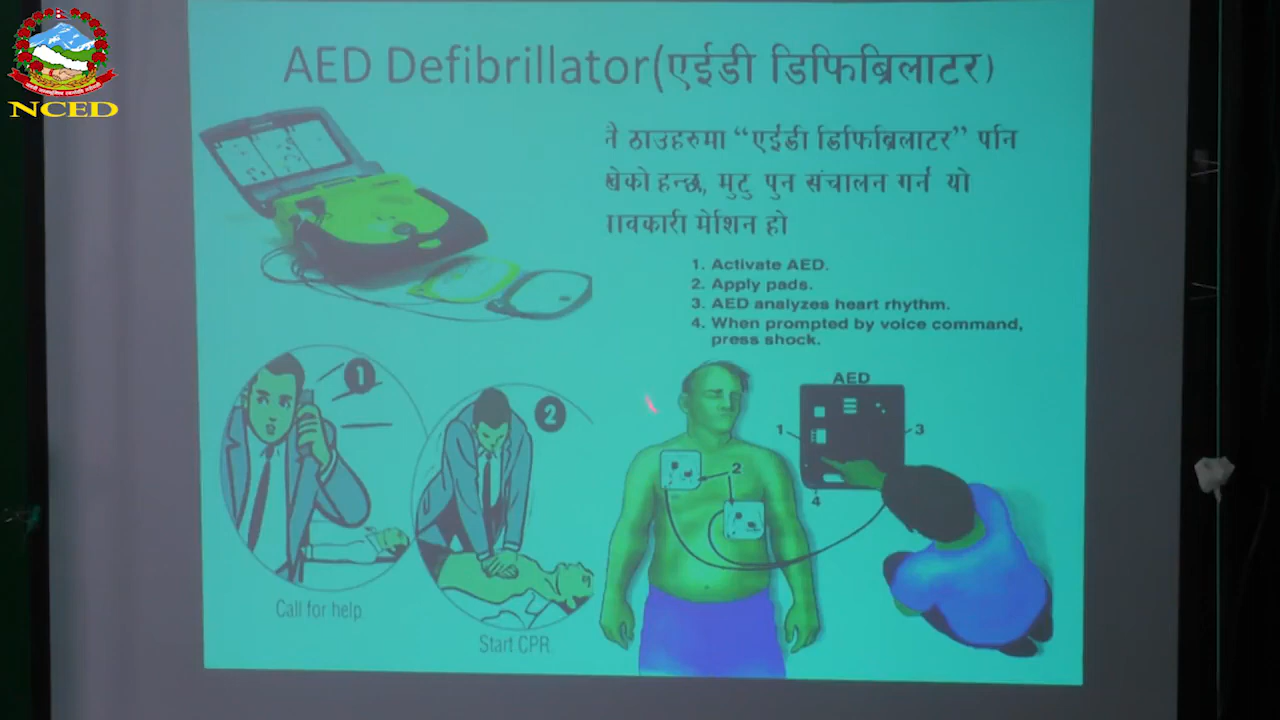 NCED
AED Defibrillator(एईडी डिफिब्रिलाटर)
ठाउहरुमा “एईडी डिफिब्रिलाटर” पनि
हुन्छ, मुटु पुन संचालन गर्न यो
मेशिन हो
1. Activate AED.
2. Apply pads.
3. AED analyzes heart rhythm.
4. When prompted by voice command,
press shock.
1
2
AED
1
3
2
4
Call for help
Start CPR